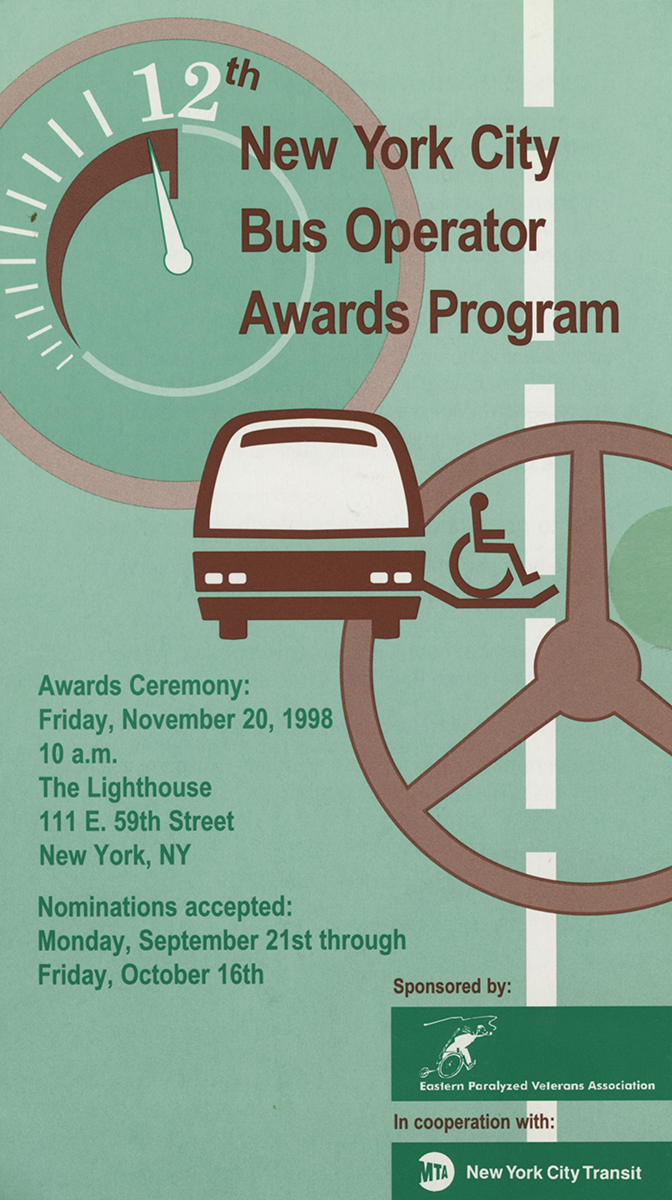 12th
New York City
Bus Operator
Awards Program
Awards Ceremony:
Friday, November 20, 1998
10 a.m.
The Lighthouse
111 E. 59th Street
New York, NY
Nominations accepted:
Monday, September 21st through
Friday, October 16th
Sponsored by:
Eastern Paralyzed Veterans Association
In cooperation with:
MTA New York City Transit